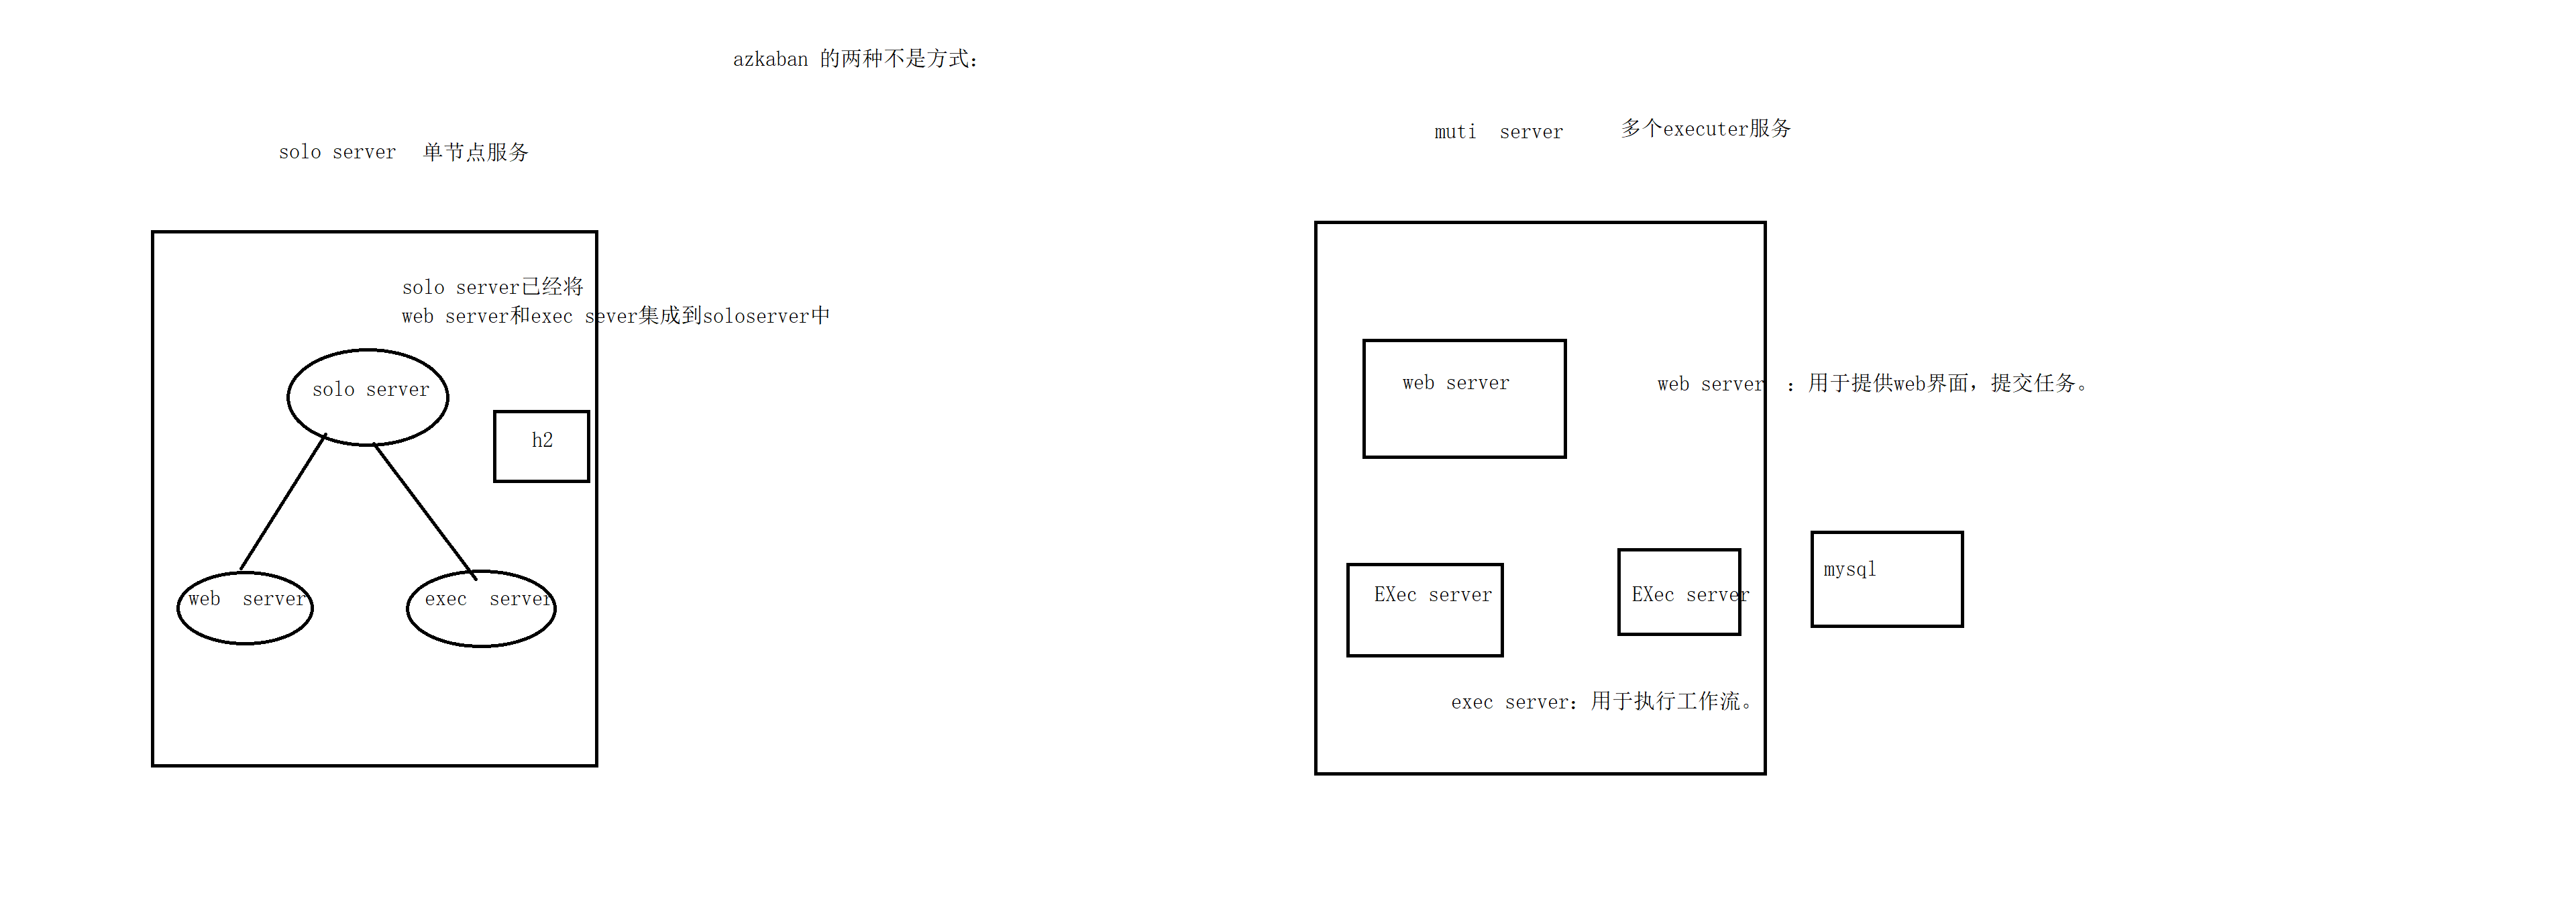 azkaban 的两种不是方式：
solo server 单节点服务
solo server已经将
web server和exec sever集成到soloserver中
solo server
h2
web server
exec server
muti server 多个executer服务
web server
web server ：用于提供web界面，提交任务。
EXec server
EXec server
mysql
exec server：用于执行工作流。